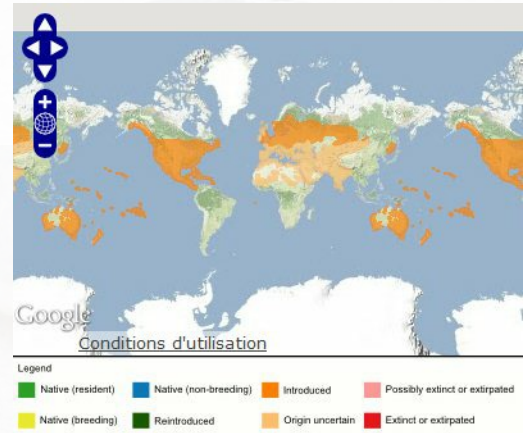 Google
Conditions d'utilisation
Legend
Native (resident) Native (non-breeding) Introduced Possibly extinct or extirpated
Native (breeding) Reintroduced Origin uncertain Extinct or extirpated